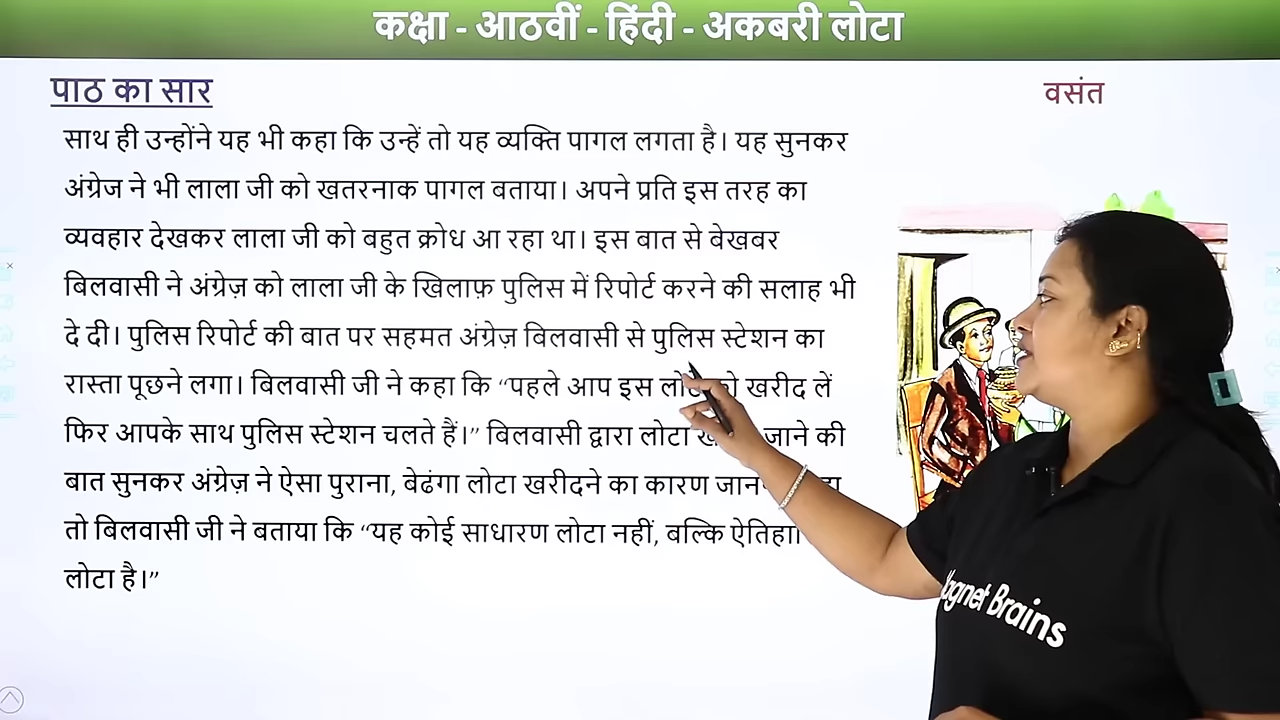 कक्षा - आठवीं - हिंदी - अकबरी लोटा
पाठ का सार
वसंत
साथ ही उन्होंने यह भी कहा कि उन्हें तो यह व्यक्ति पागल लगता है। यह सुनकर
अंग्रेज ने भी लाला जी को खतरनाक पागल बताया। अपने प्रति इस तरह का
व्यवहार देखकर लाला जी को बहुत क्रोध आ रहा था। इस बात से बेखबर
बिलवासी ने अंग्रेज़ को लाला जी के खिलाफ़ पुलिस में रिपोर्ट करने की सलाह भी
दे दी। पुलिस रिपोर्ट की बात पर सहमत अंग्रेज़ बिलवासी से पुलिस स्टेशन का
रास्ता पूछने लगा। बिलवासी जी ने कहा कि “पहले आप इस खरीद लें
फिर आपके साथ पुलिस स्टेशन चलते हैं।” बिलवासी द्वारा लोटा जाने की
बात सुनकर अंग्रेज़ ने ऐसा पुराना, बेढंगा लोटा खरीदने का कारण
तो बिलवासी जी ने बताया कि “यह कोई साधारण लोटा नहीं, बल्कि
लोटा है।”
Magnet Brains